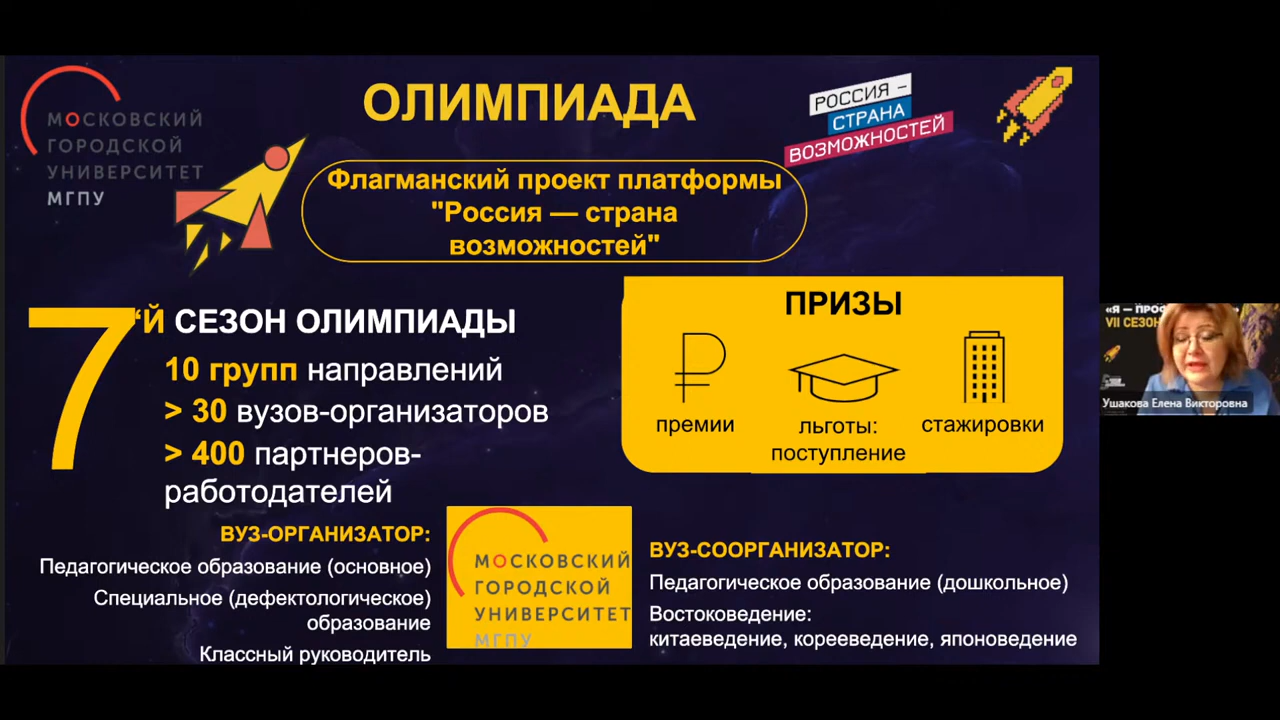 МОСКОВСКИЙ
ГОРОДСКОЙ
УНИВЕРСИТЕТ
МГПУ
ОЛИМПИАДА
РОССИЯ –
СТРАНА
ВОЗМОЖНОСТЕЙ
Флагманский проект платформы
"Россия — страна
возможностей"
7'Й СЕЗОН ОЛИМПИАДЫ
10 групп направлений
> 30 вузов-организаторов
> 400 партнеров-
работодателей
ПРИЗЫ
премии
льготы:
поступление
стажировки
ВУЗ-ОРГАНИЗАТОР:
Педагогическое образование (основное)
Специальное (дефектологическое)
образование
Классный руководитель
МОСКОВСКИЙ
ГОРОДСКОЙ
УНИВЕРСИТЕТ
МГПУ
ВУЗ-СООРГАНИЗАТОР:
Педагогическое образование (дошкольное)
Востоковедение:
китаеведение, корееведение, японоведение
«Я — 
VII СЕЗОН
Ушакова Елена Викторовна